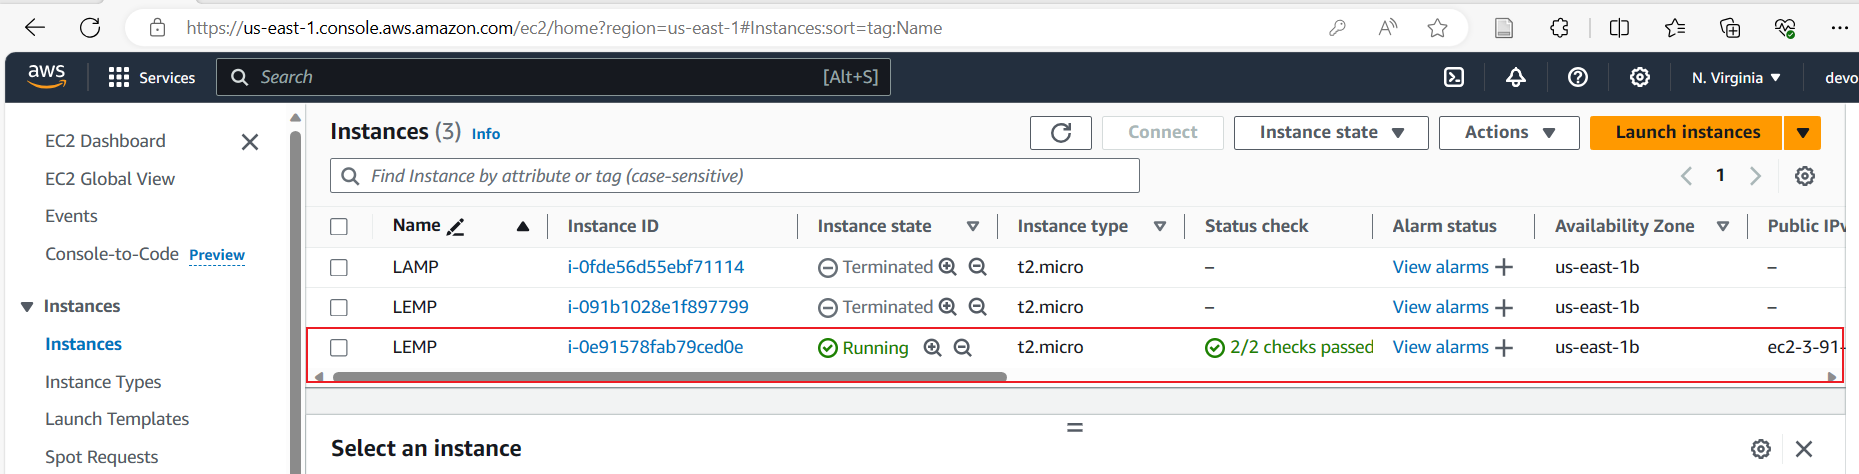 https://us-east-1.console.aws.amazon.com/ec2/home?region=us-east-1#Instances:sort=tag:Name
aws
Services
Search
[Alt+S]
N. Virginia
devo
EC2 Dashboard
EC2 Global View
Events
Console-to-Code Preview
Instances
Instances
Instance Types
Launch Templates
Spot Requests
Instances (3) Info
Connect
Instance state
Actions
Launch instances
Find Instance by attribute or tag (case-sensitive)
1
Name Instance ID Instance state Instance type Status check Alarm status Availability Zone Public IPv
LAMP i-0fde56d55ebf71114 Terminated t2.micro – View alarms + us-east-1b –
LEMP i-091b1028e1f897799 Terminated t2.micro – View alarms + us-east-1b –
LEMP i-0e91578fab79ced0e Running t2.micro 2/2 checks passed View alarms + us-east-1b ec2-3-91-
Select an instance